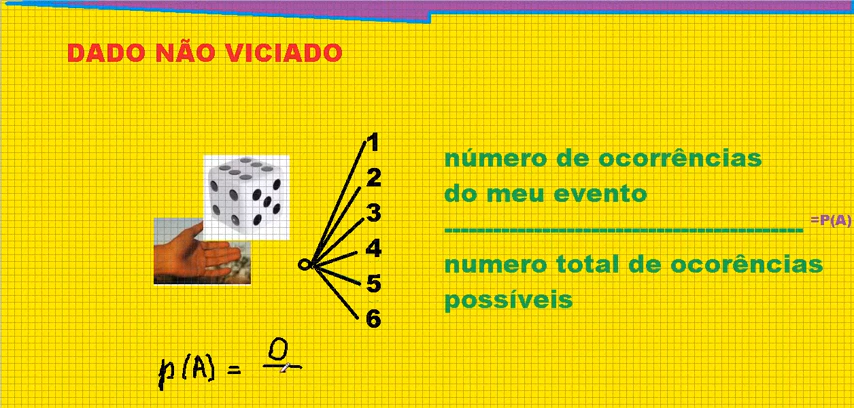 DADO NÃO VICIADO
1
2
3
4
5
6
número de ocorrências
do meu evento
=P(A)
numero total de ocorências
possíveis
p(A) = 0